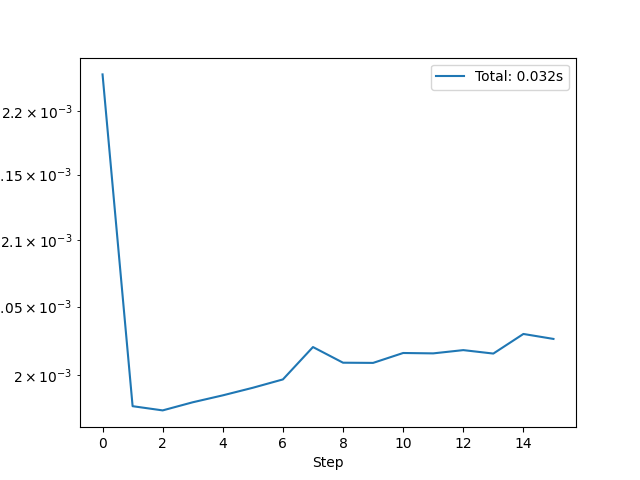 Total: 0.032s
2.2 × 10⁻³
.15 × 10⁻³
2.1 × 10⁻³
.05 × 10⁻³
2 × 10⁻³
0 2 4 6 8 10 12 14
Step